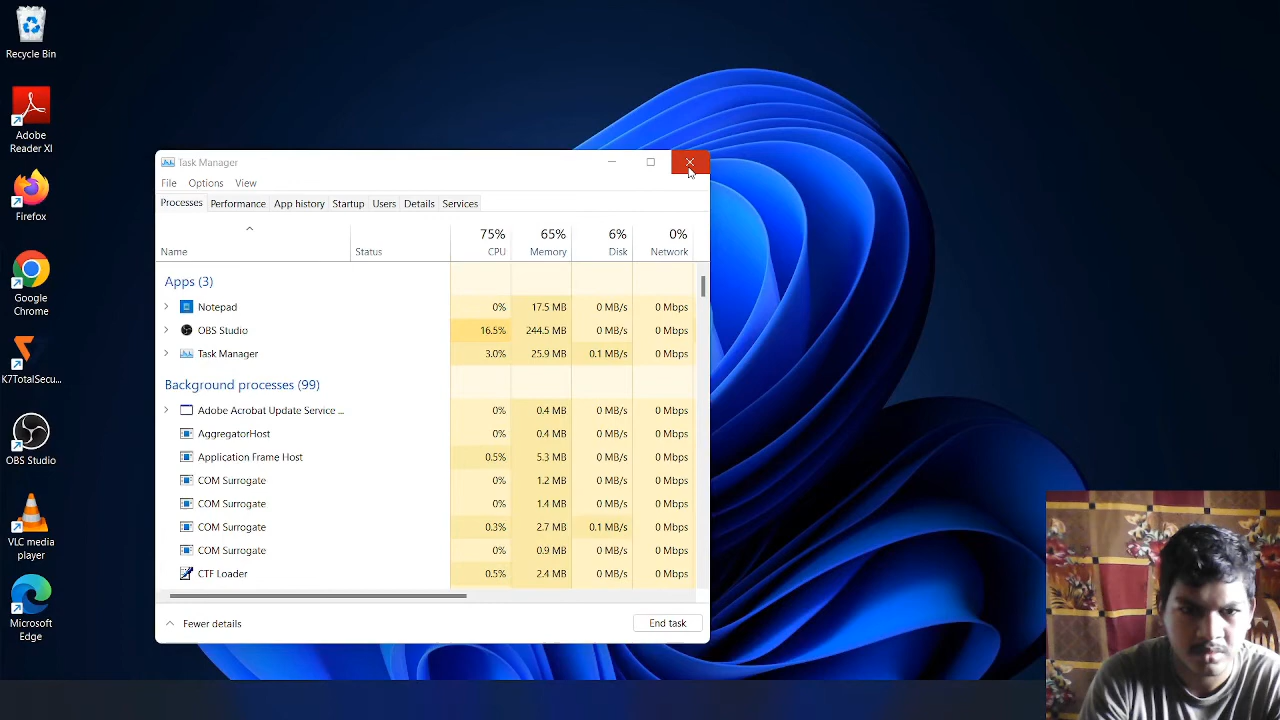 Recycle Bin
Adobe
Reader XI
Firefox
Google
Chrome
K7TotalSecu...
OBS Studio
VLC media
player
Microsoft
Edge
Task Manager
File Options View
Processes Performance App history Startup Users Details Services
75% 65% 6% 0%
Name Status CPU Memory Disk Network
Apps (3)
Notepad 0% 17.5 MB 0 MB/s 0 Mbps
OBS Studio 16.5% 244.5 MB 0 MB/s 0 Mbps
Task Manager 3.0% 25.9 MB 0.1 MB/s 0 Mbps
Background processes (99)
Adobe Acrobat Update Service ... 0% 0.4 MB 0 MB/s 0 Mbps
AggregatorHost 0% 0.4 MB 0 MB/s 0 Mbps
Application Frame Host 0.5% 5.3 MB 0 MB/s 0 Mbps
COM Surrogate 0% 1.2 MB 0 MB/s 0 Mbps
COM Surrogate 0% 1.4 MB 0 MB/s 0 Mbps
COM Surrogate 0.3% 2.7 MB 0.1 MB/s 0 Mbps
COM Surrogate 0% 0.9 MB 0 MB/s 0 Mbps
CTF Loader 0.5% 2.4 MB 0 MB/s 0 Mbps
Fewer details
End task